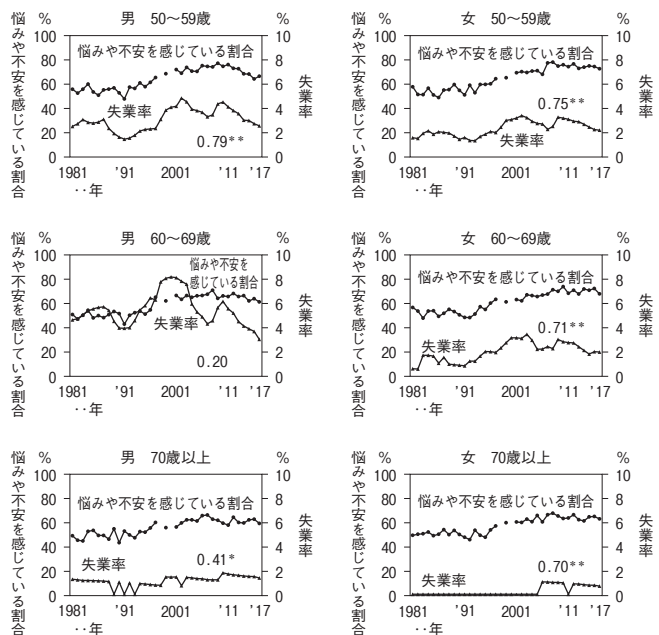 % 男 50〜59歳 %
悩みや不安を感じている割合
100
80
60
40
20
0
悩みや不安を感じている割合
失業率
0.79**
10
8
6
4
2
0
失業率
1981 '91 2001 '11 '17
‥年
% 女 50〜59歳 %
悩みや不安を感じている割合
100
80
60
40
20
0
悩みや不安を感じている割合
0.75**
失業率
10
8
6
4
2
0
失業率
1981 '91 2001 '11 '17
‥年
% 男 60〜69歳 %
悩みや不安を感じている割合
100
80
60
40
20
0
悩みや不安を
感じている割合
失業率
0.20
10
8
6
4
2
0
失業率
1981 '91 2001 '11 '17
‥年
% 女 60〜69歳 %
悩みや不安を感じている割合
100
80
60
40
20
0
悩みや不安を感じている割合
失業率
0.71**
10
8
6
4
2
0
失業率
1981 '91 2001 '11 '17
‥年
% 男 70歳以上 %
悩みや不安を感じている割合
100
80
60
40
20
0
悩みや不安を感じている割合
失業率
0.41*
10
8
6
4
2
0
失業率
1981 '91 2001 '11 '17
‥年
% 女 70歳以上 %
悩みや不安を感じている割合
100
80
60
40
20
0
悩みや不安を感じている割合
0.70**
失業率
10
8
6
4
2
0
失業率
1981 '91 2001 '11 '17
‥年